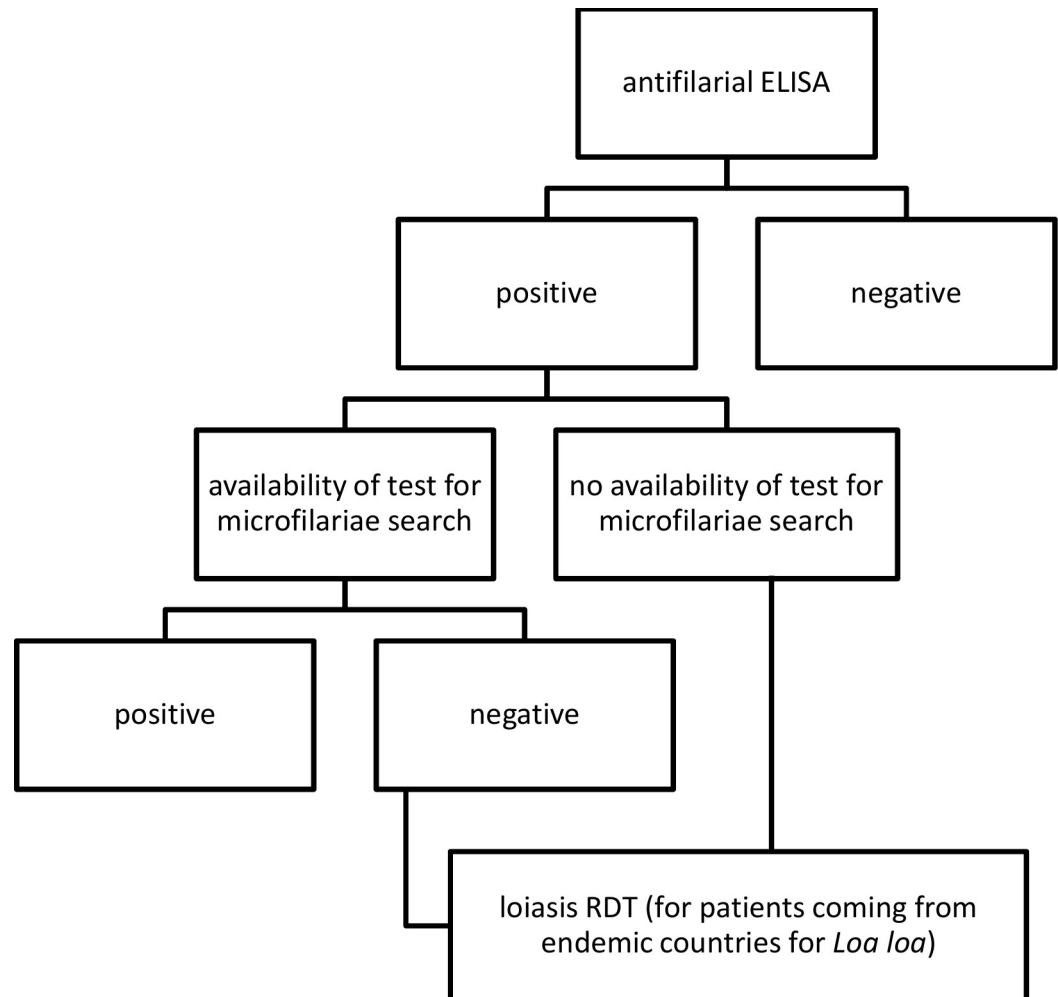 antifilarial ELISA
positive
negative
availability of test for
microfilariae search
no availability of test for
microfilariae search
positive
negative
loiasis RDT (for patients coming from
endemic countries for Loa loa)